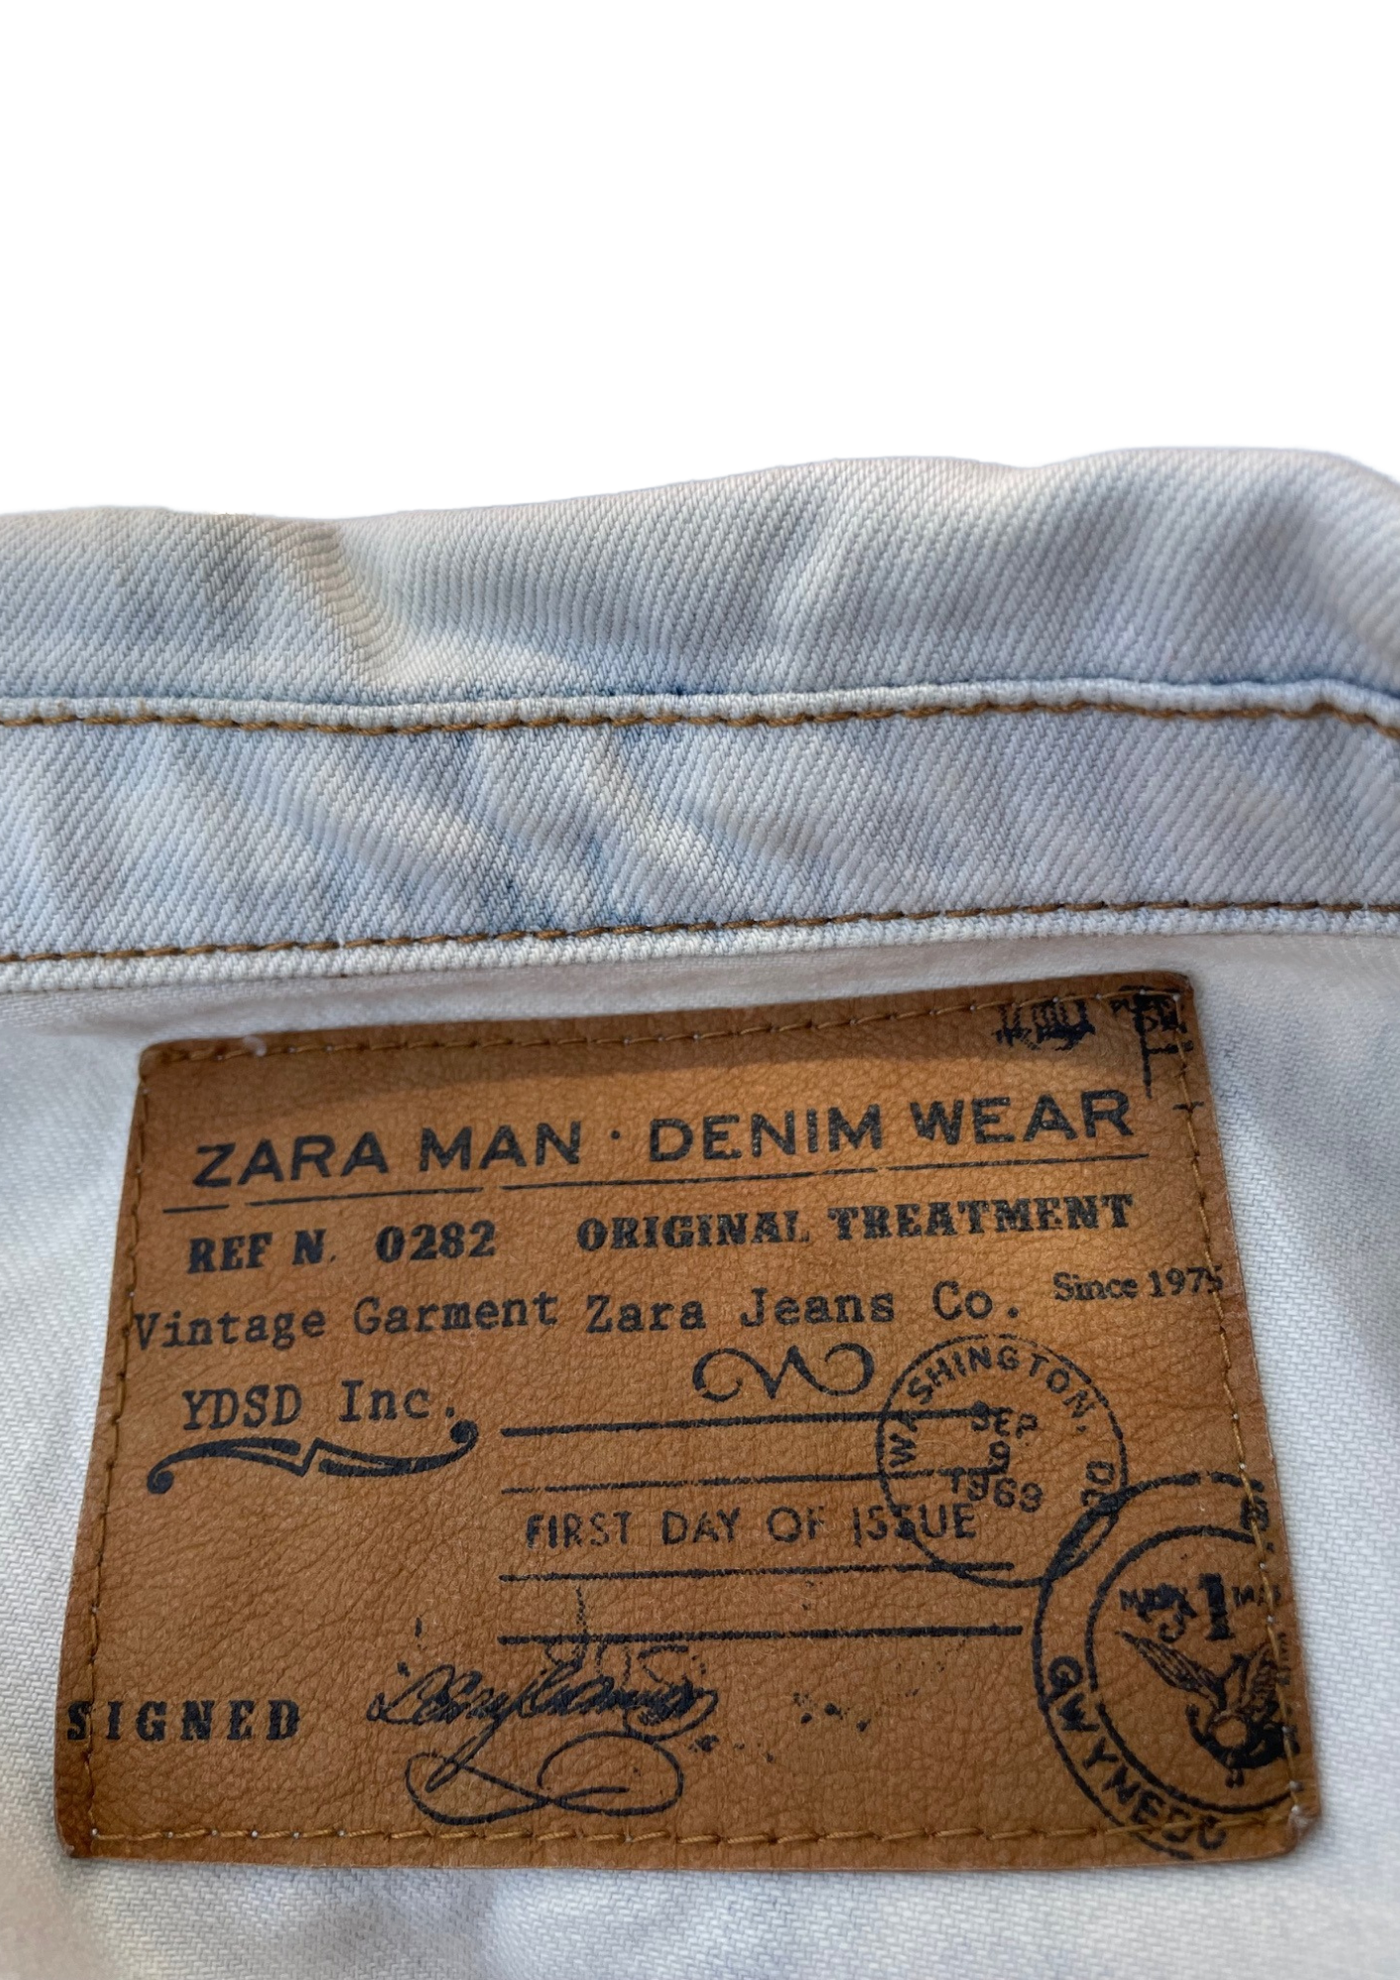 ZARA MAN · DENIM WEAR
REF N. 0282 ORIGINAL TREATMENT
Vintage Garment Zara Jeans Co. Since 1975
YDSD Inc.
WASHINGTON, DC
SEP
9
1969
FIRST DAY OF ISSUE
1
GWYNEDD
SIGNED